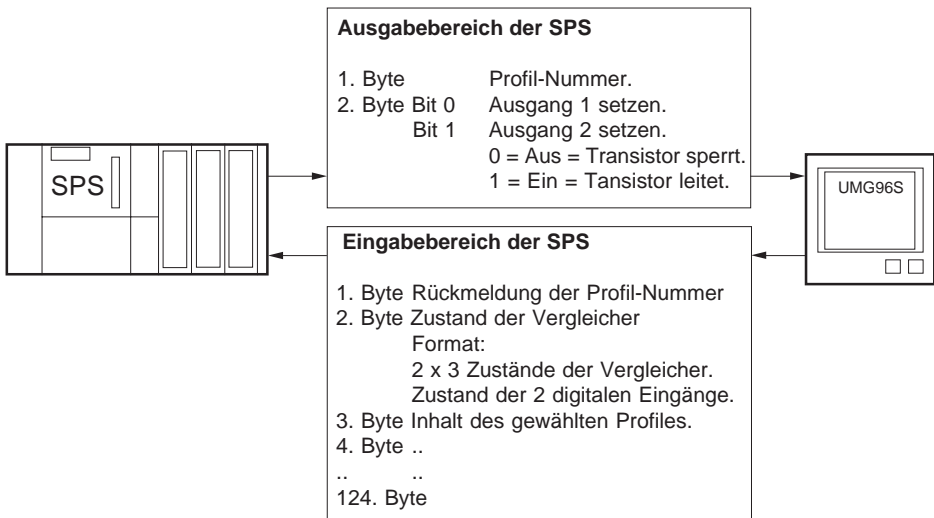 Ausgabebereich der SPS
1. Byte Profil-Nummer.
2. Byte Bit 0 Ausgang 1 setzen.
Bit 1 Ausgang 2 setzen.
0 = Aus = Transistor sperrt.
1 = Ein = Tansistor leitet.
SPS
UMG96S
Eingabebereich der SPS
1. Byte Rückmeldung der Profil-Nummer
2. Byte Zustand der Vergleicher
Format:
2 x 3 Zustände der Vergleicher.
Zustand der 2 digitalen Eingänge.
3. Byte Inhalt des gewählten Profiles.
4. Byte ..
.. ..
124. Byte